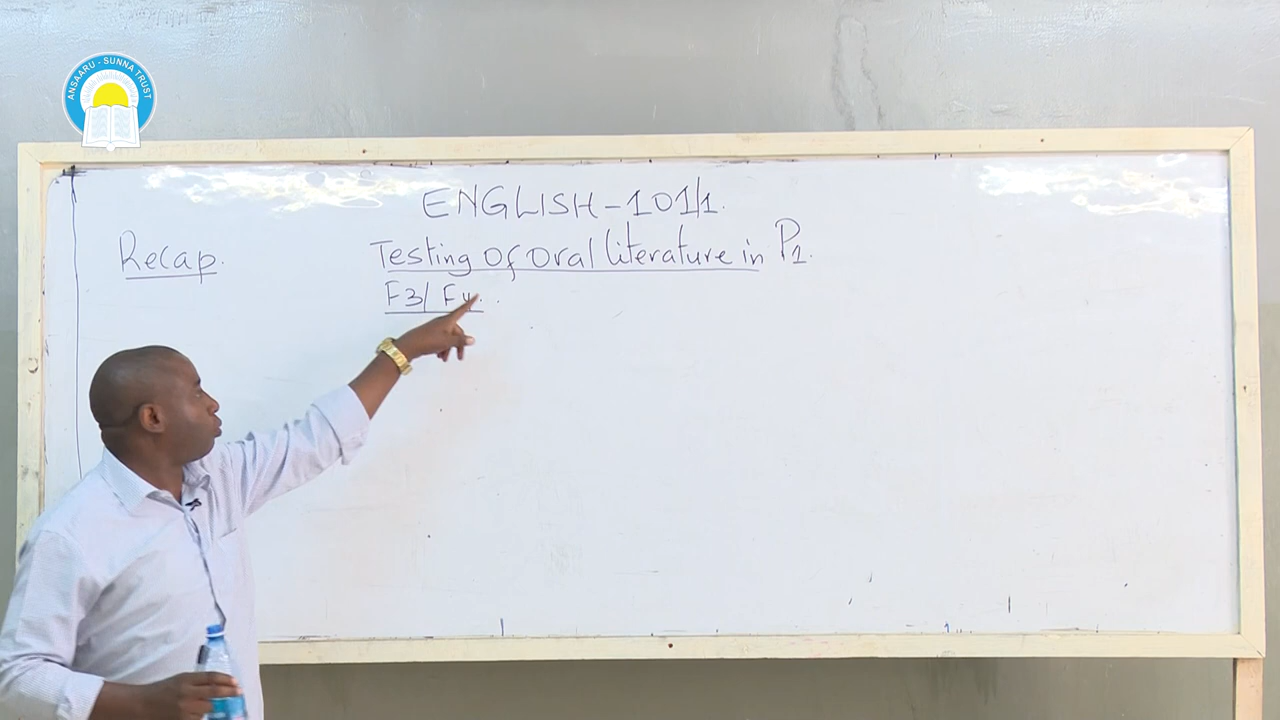 ANSAARU - SUNNA TRUST
ENGLISH - 101/1.
Recap.
Testing Of Oral literature in P1.
F3/ F4.